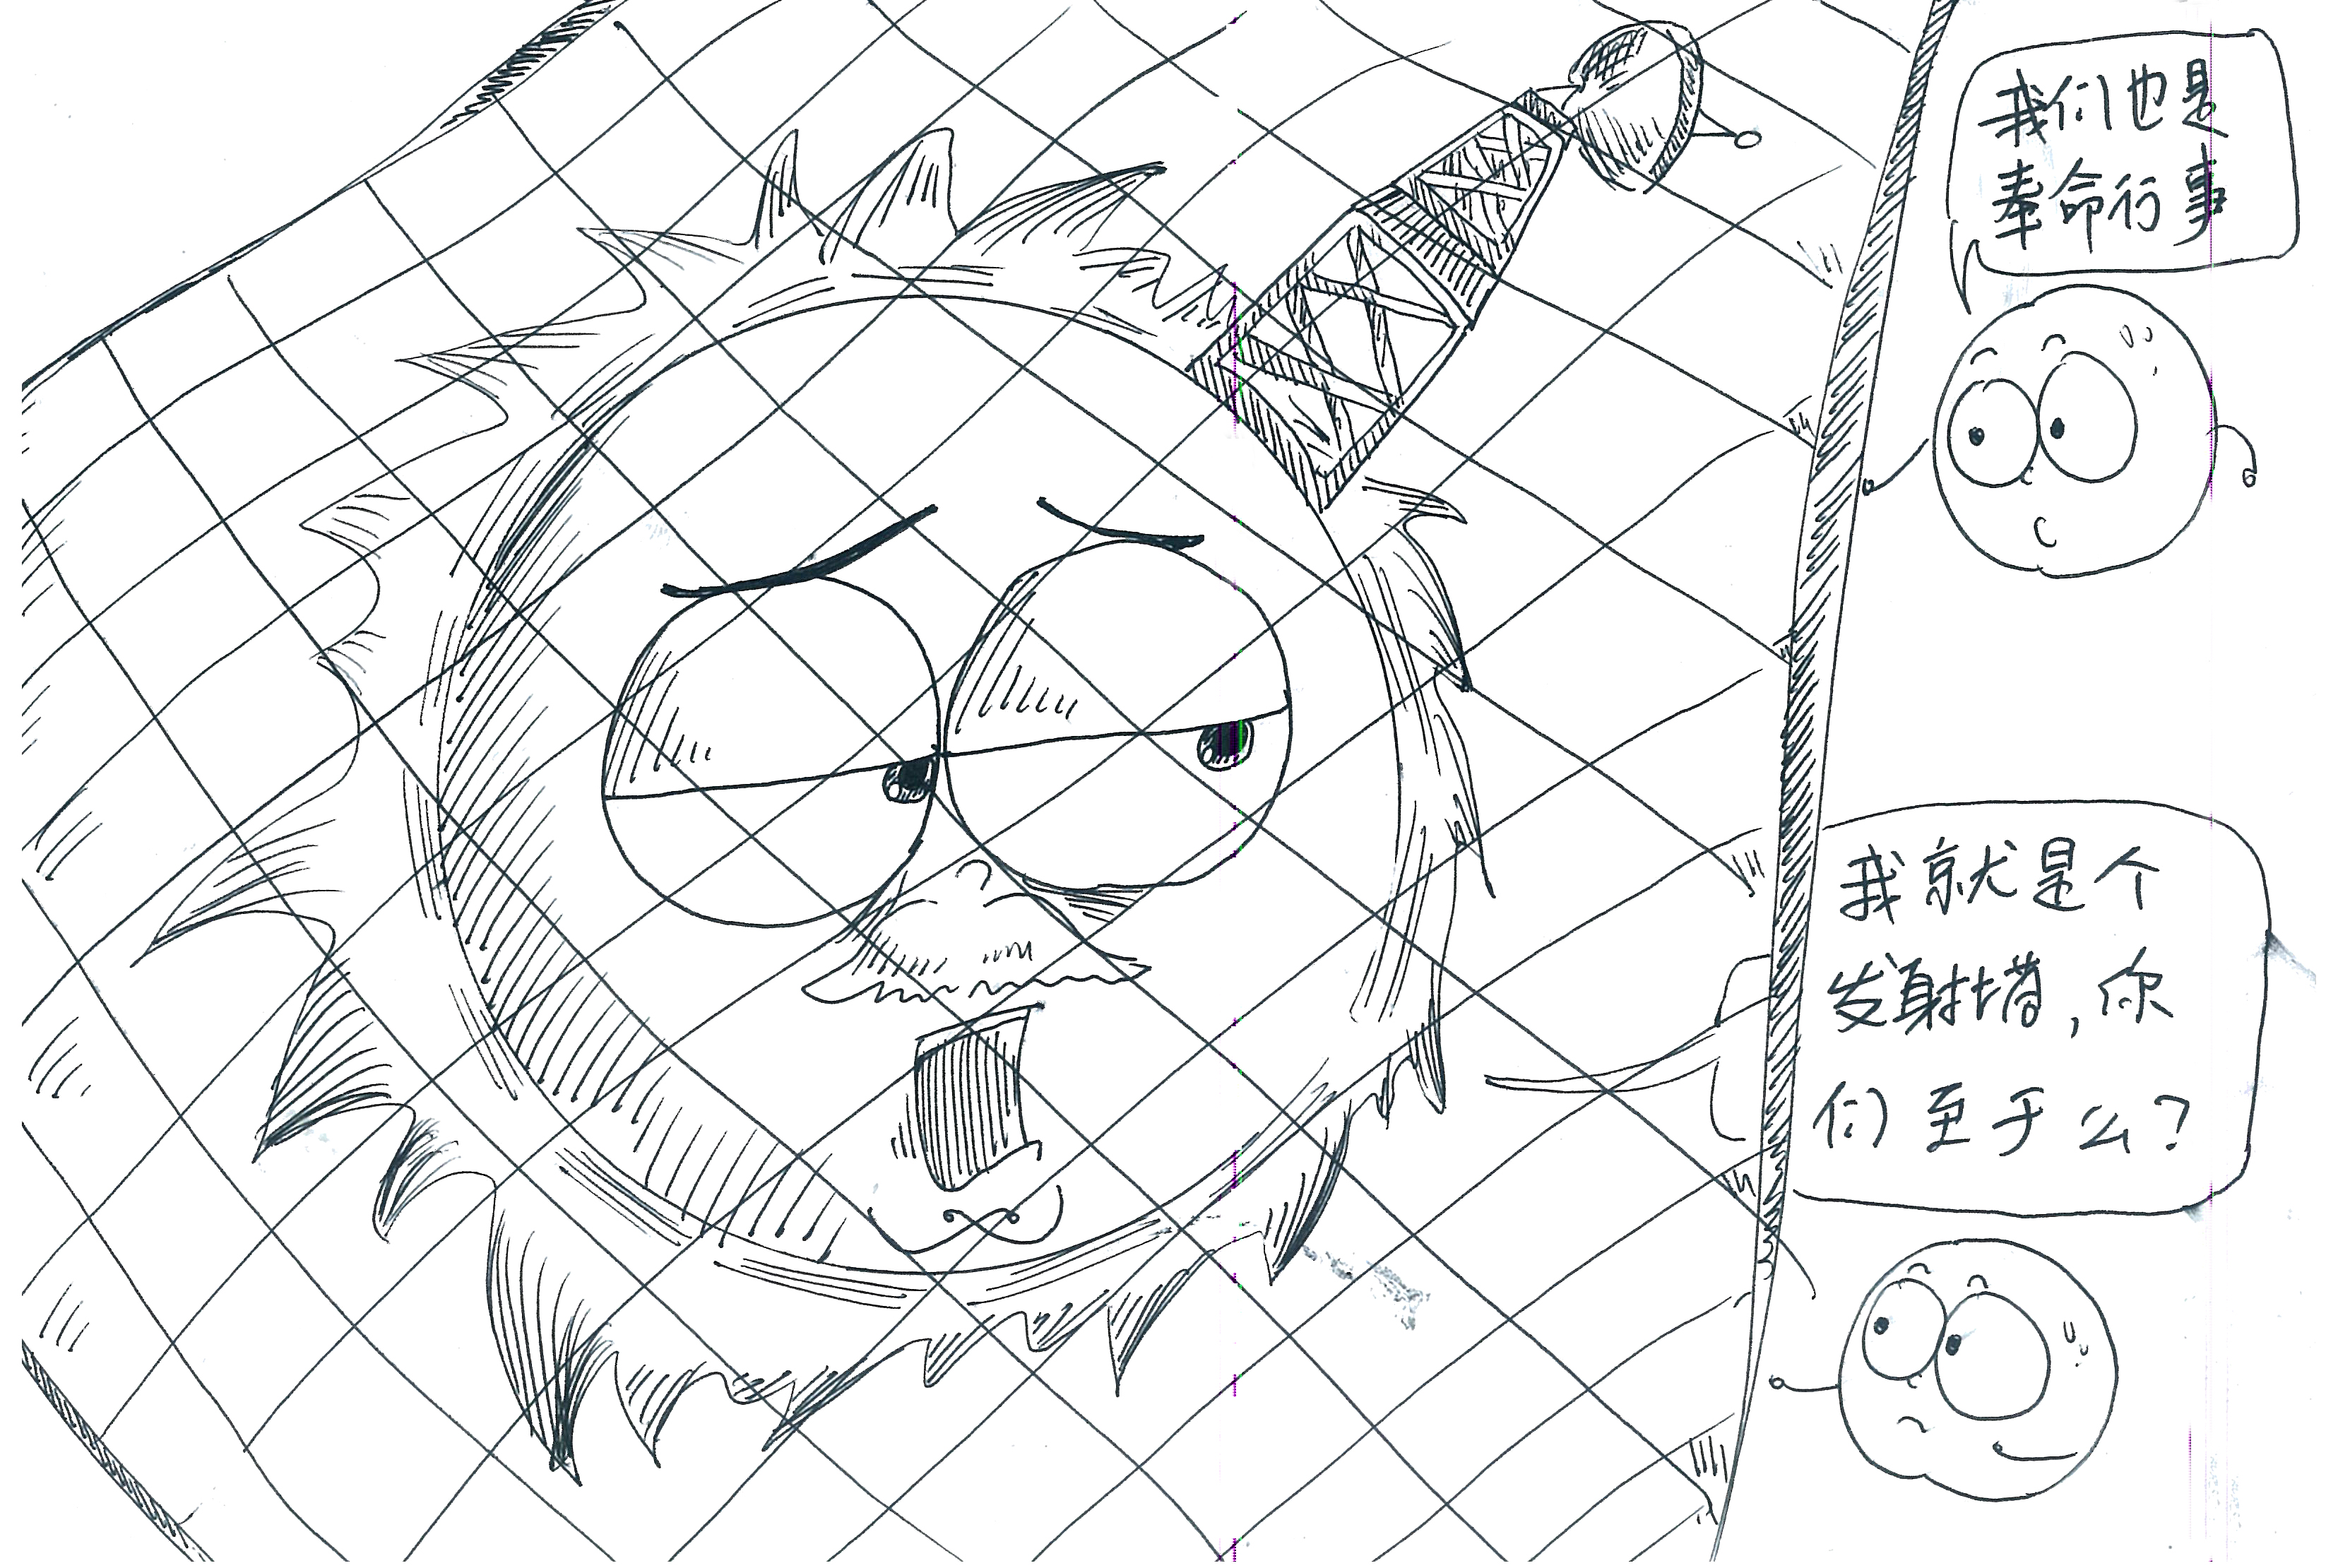 我们也是
奉命行事
我就是个
发射塔，你
们至于么？